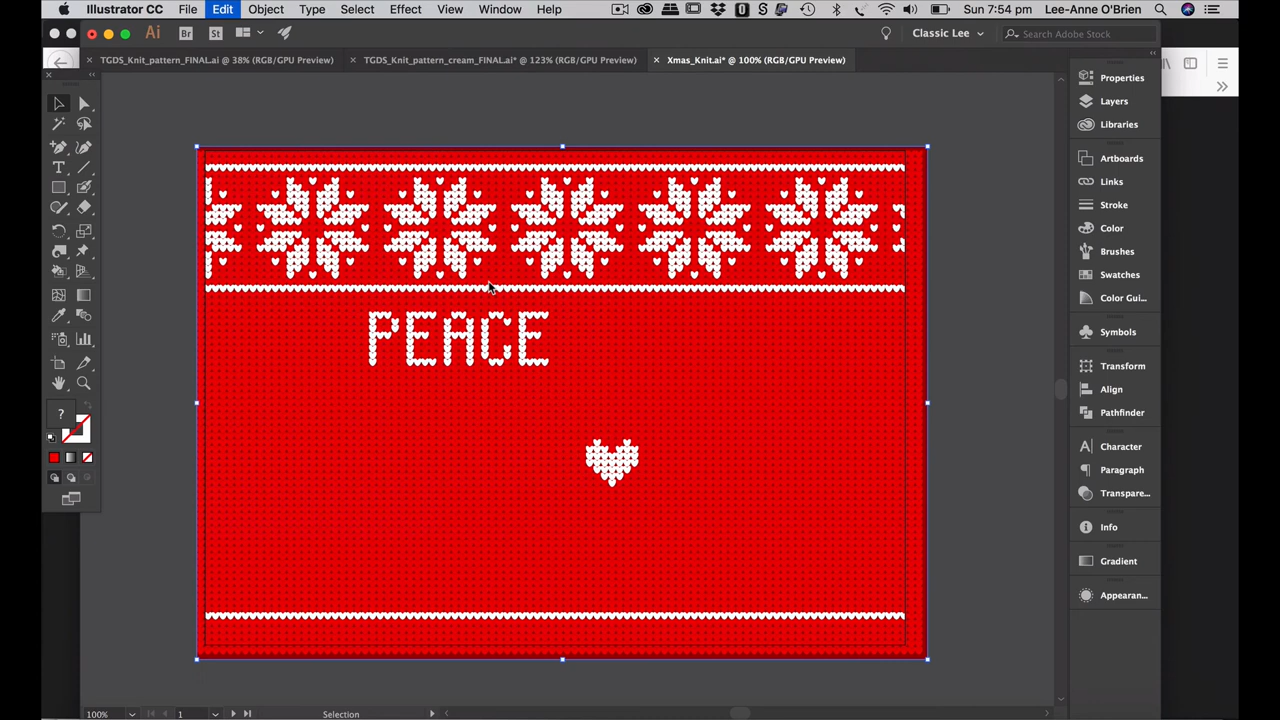 Illustrator CC File Edit Object Type Select Effect View Window Help Sun 7:54 pm Lee-Anne O'Brien
Ai Br St Classic Lee Search Adobe Stock
TGDS_Knit_pattern_FINAL.ai @ 38% (RGB/GPU Preview) TGDS_Knit_pattern_cream_FINAL.ai* @ 123% (RGB/GPU Preview) Xmas_Knit.ai* @ 100% (RGB/GPU Preview)
Properties
Layers
Libraries
Artboards
Links
Stroke
Color
Brushes
Swatches
Color Gui...
Symbols
PEACE
Transform
Align
Pathfinder
?
Character
Paragraph
Transpare...
Info
Gradient
Appearan...
100% 1 Selection